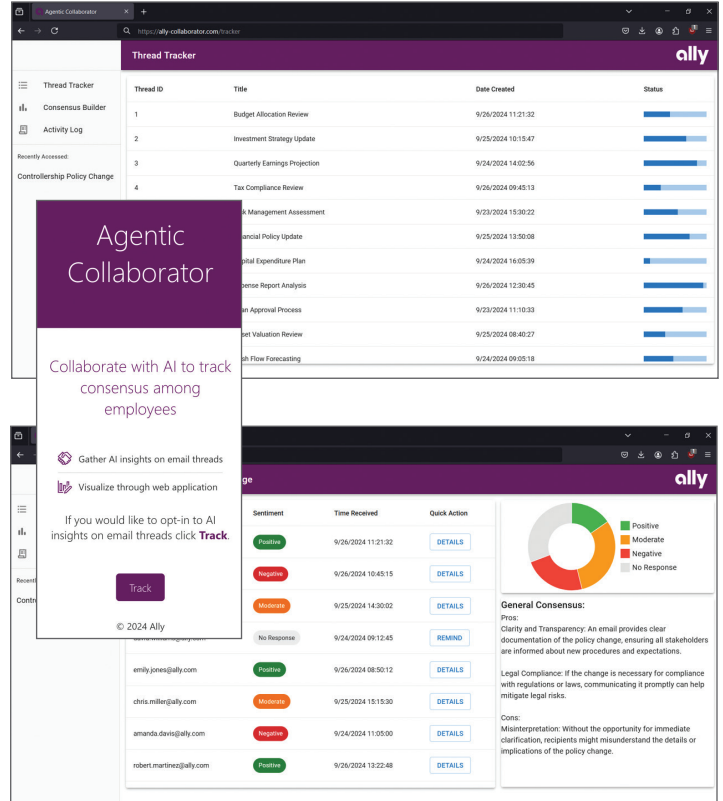 Agentic Collaborator
https://ally-collaborator.com/tracker
Thread Tracker
ally
Thread Tracker
Consensus Builder
Activity Log
Recently Accessed:
Controllership Policy Change
Thread ID Title Date Created Status
1 Budget Allocation Review 9/26/2024 11:21:32
2 Investment Strategy Update 9/25/2024 10:15:47
3 Quarterly Earnings Projection 9/24/2024 14:02:56
4 Tax Compliance Review 9/26/2024 09:45:13
Management Assessment 9/23/2024 15:30:22
Policy Update 9/25/2024 13:50:08
Expenditure Plan 9/24/2024 16:05:39
Report Analysis 9/26/2024 12:30:45
Approval Process 9/23/2024 11:10:33
Valuation Review 9/25/2024 08:40:27
Flow Forecasting 9/24/2024 09:05:18
Agentic
Collaborator
Collaborate with AI to track
consensus among
employees
Gather AI insights on email threads
Visualize through web application
If you would like to opt-in to AI
insights on email threads click Track.
Track
© 2024 Ally
ally
Sentiment Time Received Quick Action
Positive 9/26/2024 11:21:32 DETAILS
Negative 9/26/2024 10:45:15 DETAILS
Moderate 9/25/2024 14:30:02 DETAILS
No Response 9/24/2024 09:12:45 REMIND
emily.jones@ally.com Positive 9/26/2024 08:50:12 DETAILS
chris.miller@ally.com Moderate 9/25/2024 15:15:30 DETAILS
amanda.davis@ally.com Negative 9/24/2024 11:05:00 DETAILS
robert.martinez@ally.com Positive 9/26/2024 13:22:48 DETAILS
Positive
Moderate
Negative
No Response
General Consensus:
Pros:
Clarity and Transparency: An email provides clear
documentation of the policy change, ensuring all stakeholders
are informed about new procedures and expectations.
Legal Compliance: If the change is necessary for compliance
with regulations or laws, communicating it promptly can help
mitigate legal risks.
Cons:
Misinterpretation: Without the opportunity for immediate
clarification, recipients might misunderstand the details or
implications of the policy change.